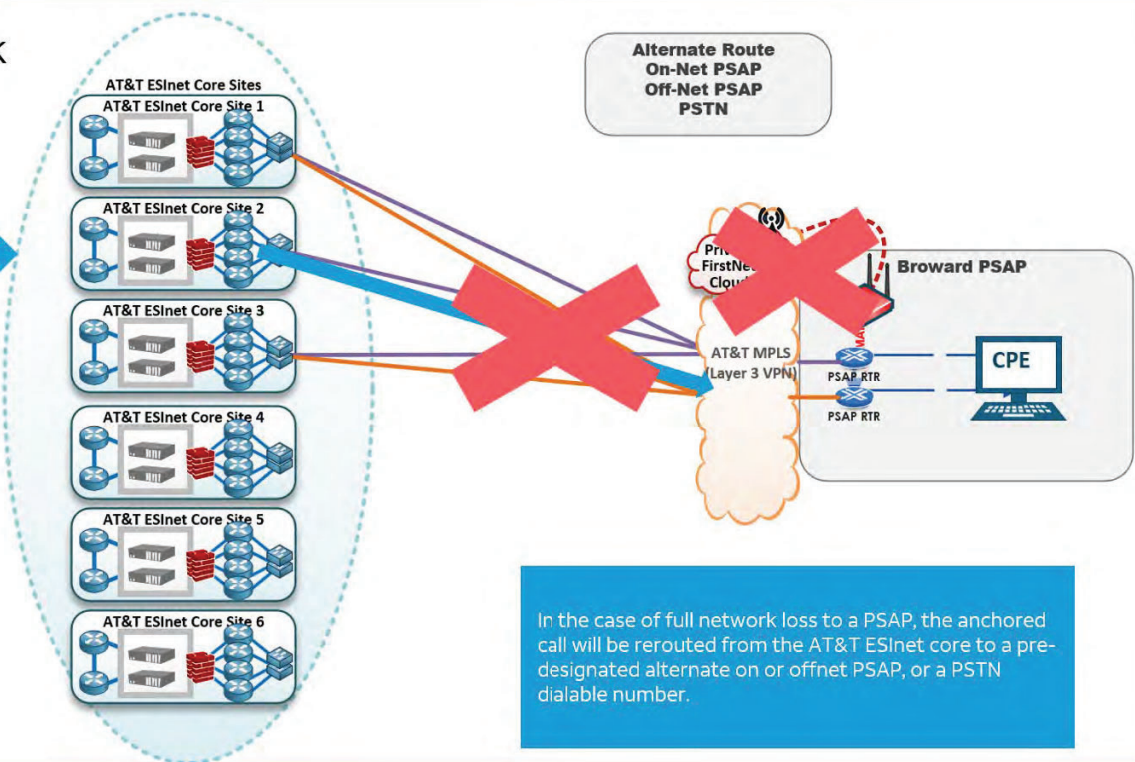 K
AT&T ESInet Core Sites
AT&T ESInet Core Site 1
AT&T ESInet Core Site 2
AT&T ESInet Core Site 3
AT&T ESInet Core Site 4
AT&T ESInet Core Site 5
AT&T ESInet Core Site 6
Alternate Route
On-Net PSAP
Off-Net PSAP
PSTN
FirstNet
Cloud
AT&T MPLS
(Layer 3 VPN)
Broward PSAP
PSAP RTR
PSAP RTR
CPE
In the case of full network loss to a PSAP, the anchored
call will be rerouted from the AT&T ESInet core to a pre-
designated alternate on or offnet PSAP, or a PSTN
dialable number.